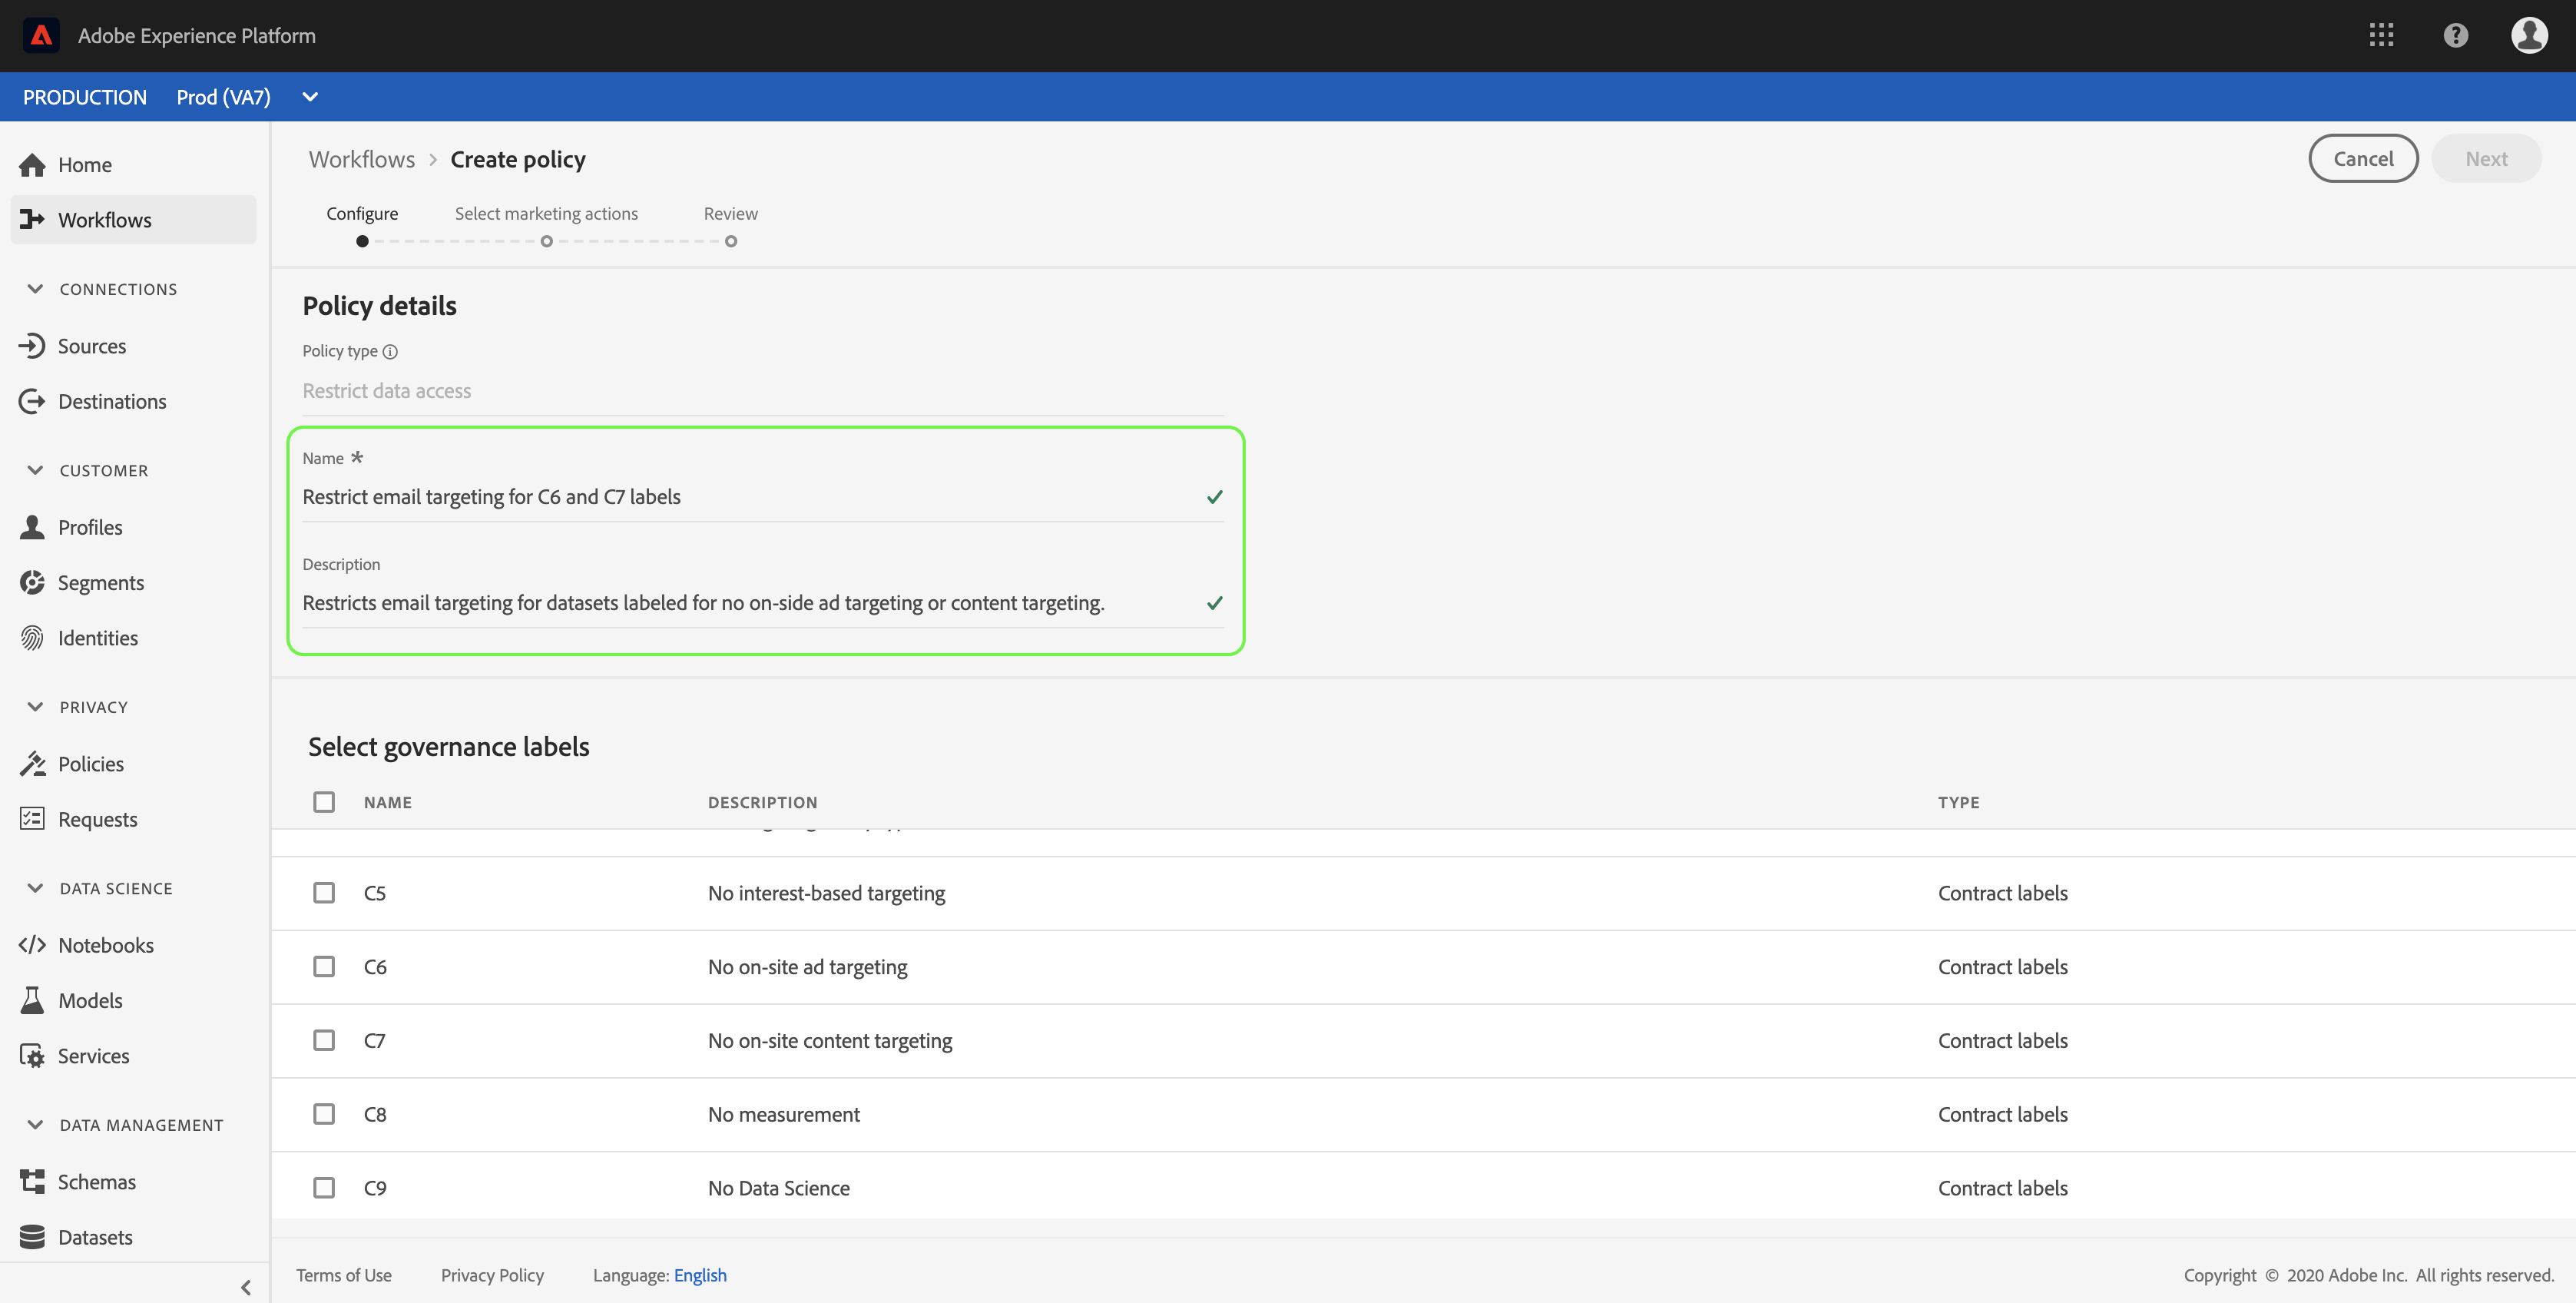 Adobe Experience Platform
PRODUCTION Prod (VA7)
Home
Workflows
CONNECTIONS
Sources
Destinations
CUSTOMER
Profiles
Segments
Identities
PRIVACY
Policies
Requests
DATA SCIENCE
Notebooks
Models
Services
DATA MANAGEMENT
Schemas
Datasets
Workflows > Create policy
Cancel Next
Configure Select marketing actions Review
Policy details
Policy type
Restrict data access
Name *
Restrict email targeting for C6 and C7 labels
Description
Restricts email targeting for datasets labeled for no on-side ad targeting or content targeting.
Select governance labels
NAME DESCRIPTION TYPE
C5 No interest-based targeting Contract labels
C6 No on-site ad targeting Contract labels
C7 No on-site content targeting Contract labels
C8 No measurement Contract labels
C9 No Data Science Contract labels
Terms of Use Privacy Policy Language: English Copyright © 2020 Adobe Inc. All rights reserved.